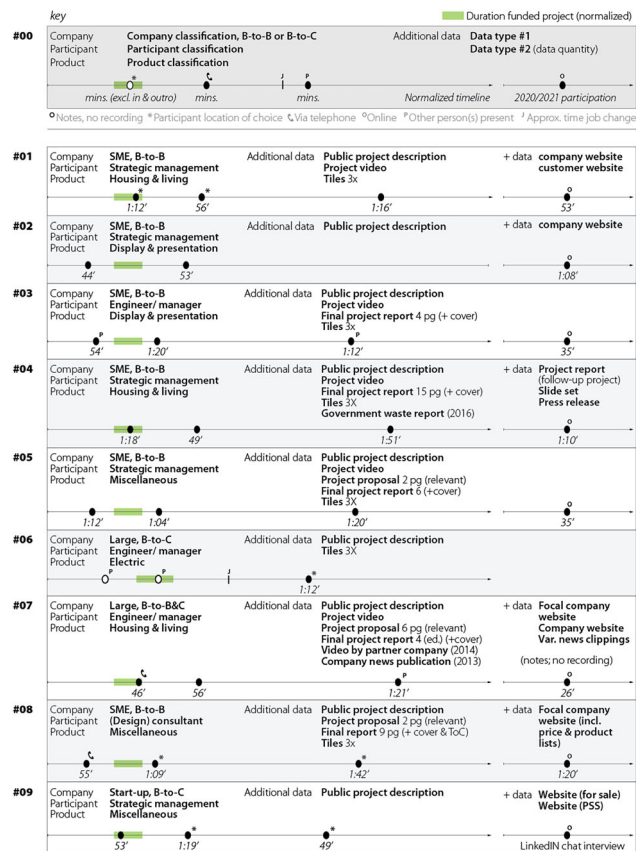 key
Duration funded project (normalized)
#00
Company Company classification, B-to-B or B-to-C Additional data Data type #1
Participant Participant classification Data type #2 (data quantity)
Product Product classification
* J P O
mins. (excl. in & outro) mins. mins. Normalized timeline 2020/2021 participation
Notes, no recording *Participant location of choice Via telephone OOnline POther person(s) present J Approx. time job change
#01
Company SME, B-to-B Additional data Public project description + data company website
Participant Strategic management Project video customer website
Product Housing & living Tiles 3x
* * O
1:12' 56' 1:16' 53'
#02
Company SME, B-to-B Additional data Public project description + data company website
Participant Strategic management
Product Display & presentation
O
44' 53' 1:08'
#03
Company SME, B-to-B Additional data Public project description
Participant Engineer/ manager Project video
Product Display & presentation Final project report 4 pg (+ cover)
Tiles 3x
P P O
54' 1:20' 1:12' 35'
#04
Company SME, B-to-B Additional data Public project description + data Project report
Participant Strategic management Project video (follow-up project)
Product Housing & living Final project report 15 pg (+ cover) Slide set
Tiles 3X Press release
Government waste report (2016)
O
1:18' 49' 1:51' 1:10'
#05
Company SME, B-to-B Additional data Public project description
Participant Strategic management Project video
Product Miscellaneous Project proposal 2 pg (relevant)
Final project report 6 (+cover)
Tiles 3X
O
1:12' 1:04' 1:20' 35'
#06
Company Large, B-to-C Additional data Public project description
Participant Engineer/ manager Tiles 3X
Product Electric
P P J *
1:12'
#07
Company Large, B-to-B&C Additional data Public project description + data Focal company
Participant Engineer/ manager Project video website
Product Housing & living Project proposal 6 pg (relevant) Company website
Final project report 4 (ed.) (+cover) Var. news clippings
Video by partner company (2014)
Company news publication (2013) (notes; no recording)
P O
46' 56' 1:21' 26'
#08
Company SME, B-to-B Additional data Public project description + data Focal company
Participant (Design) consultant Project proposal 2 pg (relevant) website (incl.
Product Miscellaneous Final report 9 pg (+ cover & ToC) price & product
Tiles 3x lists)
* * O
55' 1:09' 1:42' 1:20'
#09
Company Start-up, B-to-C Additional data Public project description + data Website (for sale)
Participant Strategic management Website (PSS)
Product Miscellaneous
* * O
53' 1:19' 49' LinkedIN chat interview